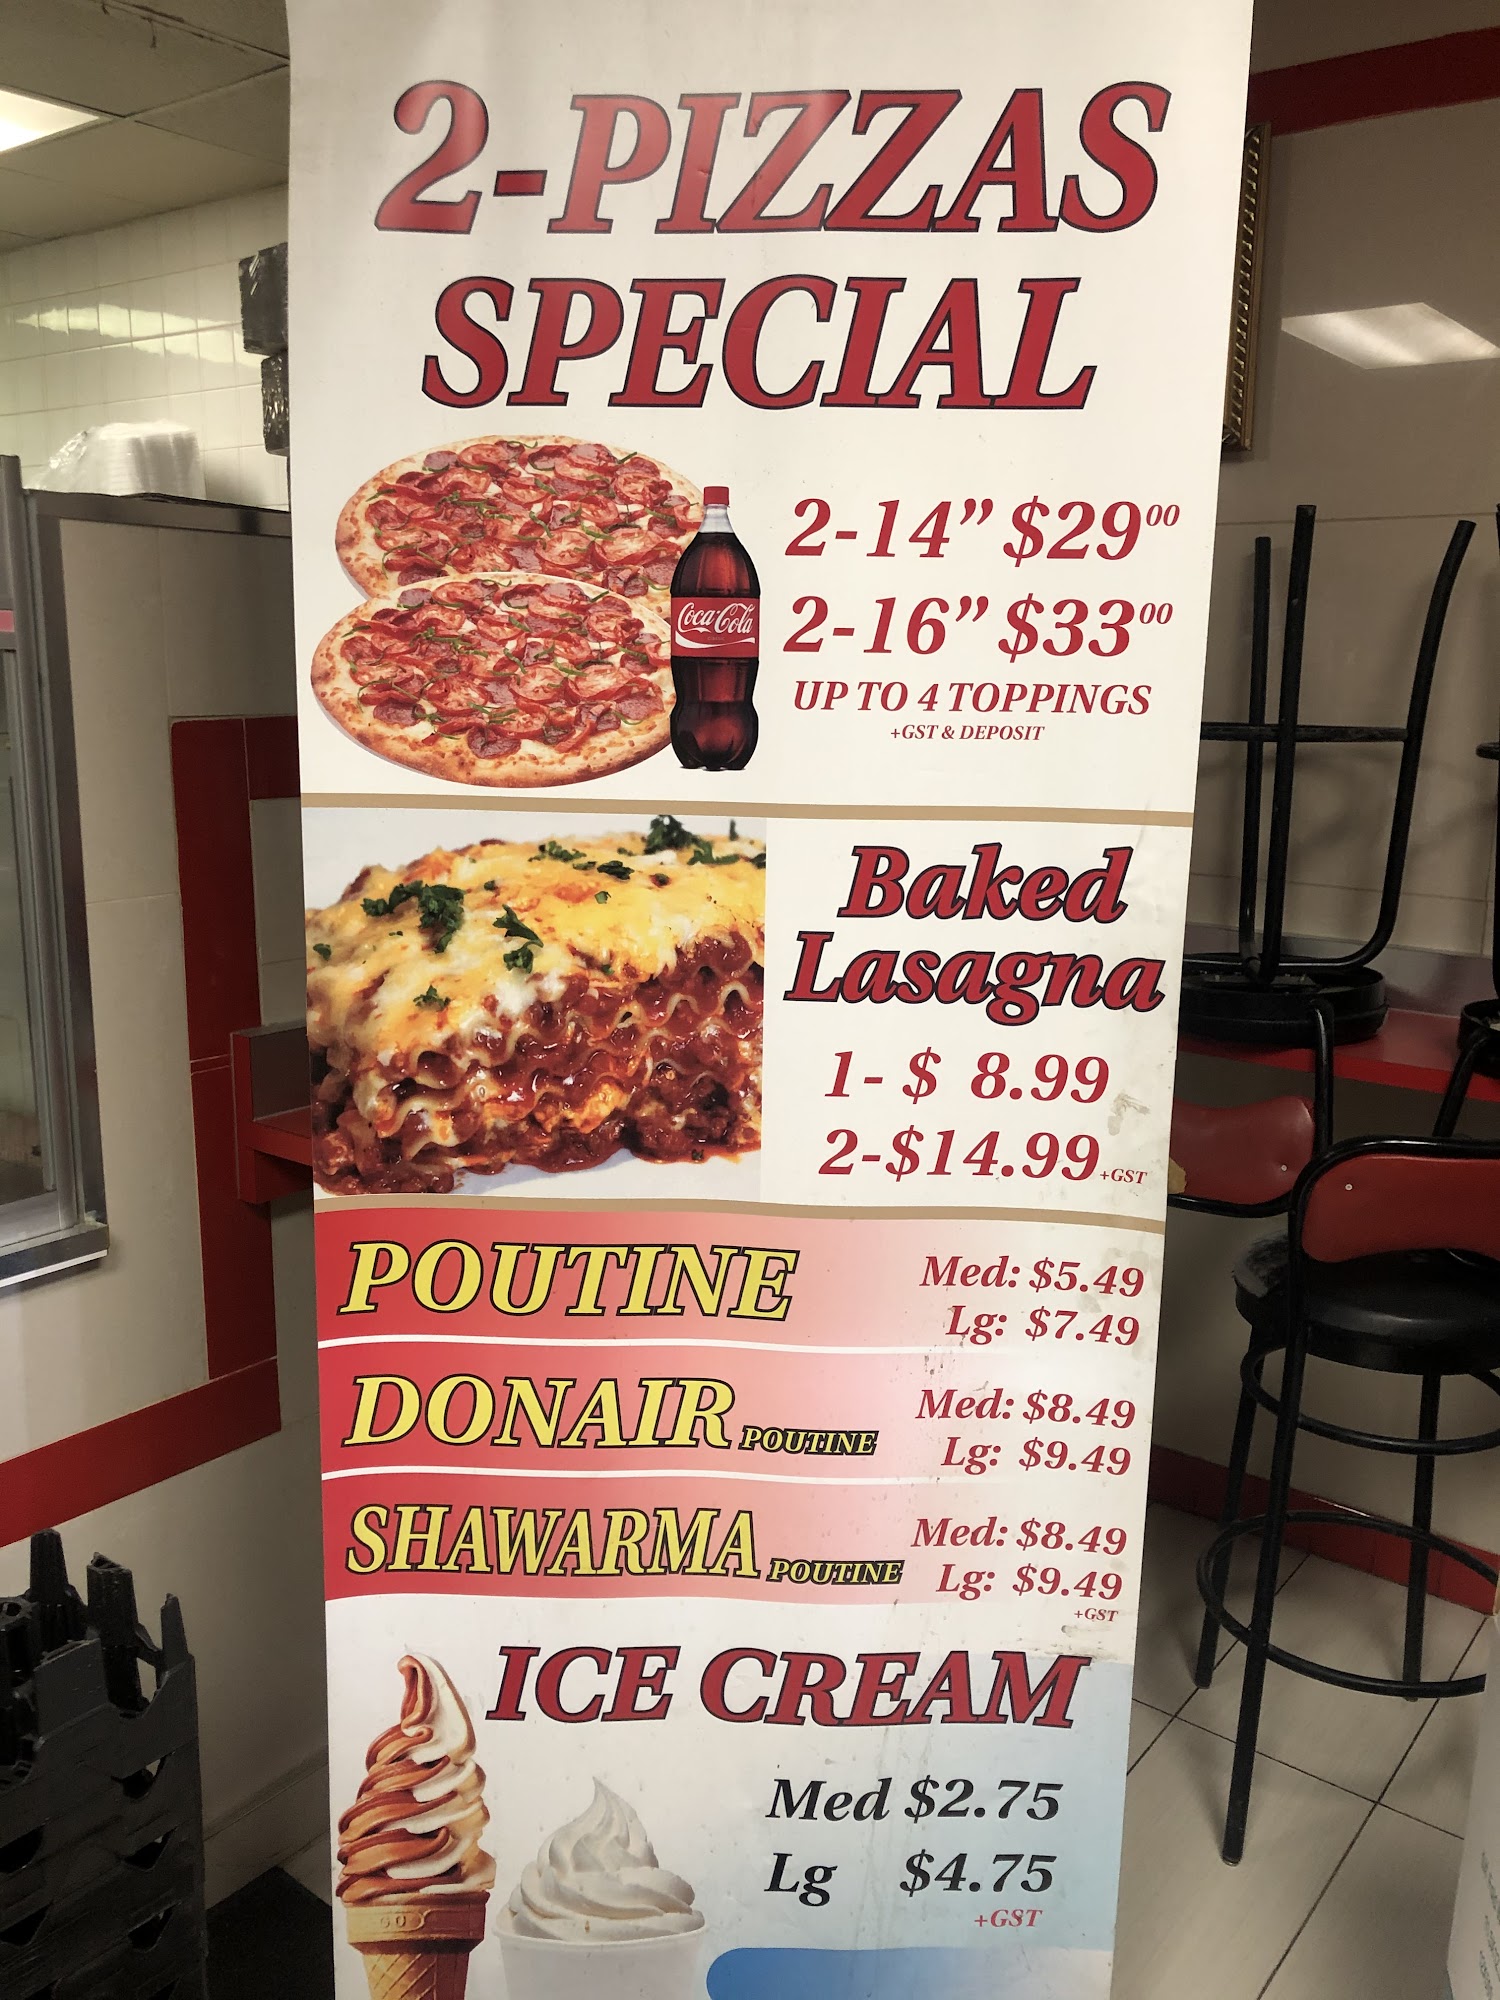 2-PIZZAS
SPECIAL
2-14” $29⁰⁰
2-16” $33⁰⁰
UP TO 4 TOPPINGS
+GST & DEPOSIT
Coca-Cola
Baked
Lasagna
1- $ 8.99
2-$14.99 +GST
POUTINE
Med: $5.49
Lg: $7.49
DONAIR POUTINE
Med: $8.49
Lg: $9.49
SHAWARMA POUTINE
Med: $8.49
Lg: $9.49
+GST
ICE CREAM
Med $2.75
Lg $4.75
+GST